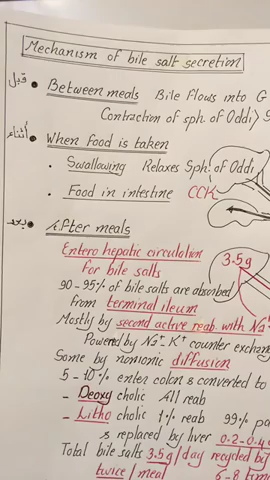 Mechanism of bile salt secretion
قبل • Between meals Bile Flows into G
Contraction of sph. of Oddi> S
أثناء • When Food is taken
. Swallowing Relaxes Sph. of Oddi
. Food in intestine CCK
بعد • After meals
Entero hepatic circulation
for bile salts
3.5g
90-95% of bile salts are absorbed
from terminal ileum
Mostly by second active reab. with Na+
Powered by Na+-K+ counter exchang
Some by nonionic diffusion
5-10% enter colon & converted to
- Deoxy cholic All reab
- Litho cholic 1% reab 99% pa
& replaced by liver 0.2-0.4
Total bile salts 3.5g/day recycled by
twice/meal 6-8 tim